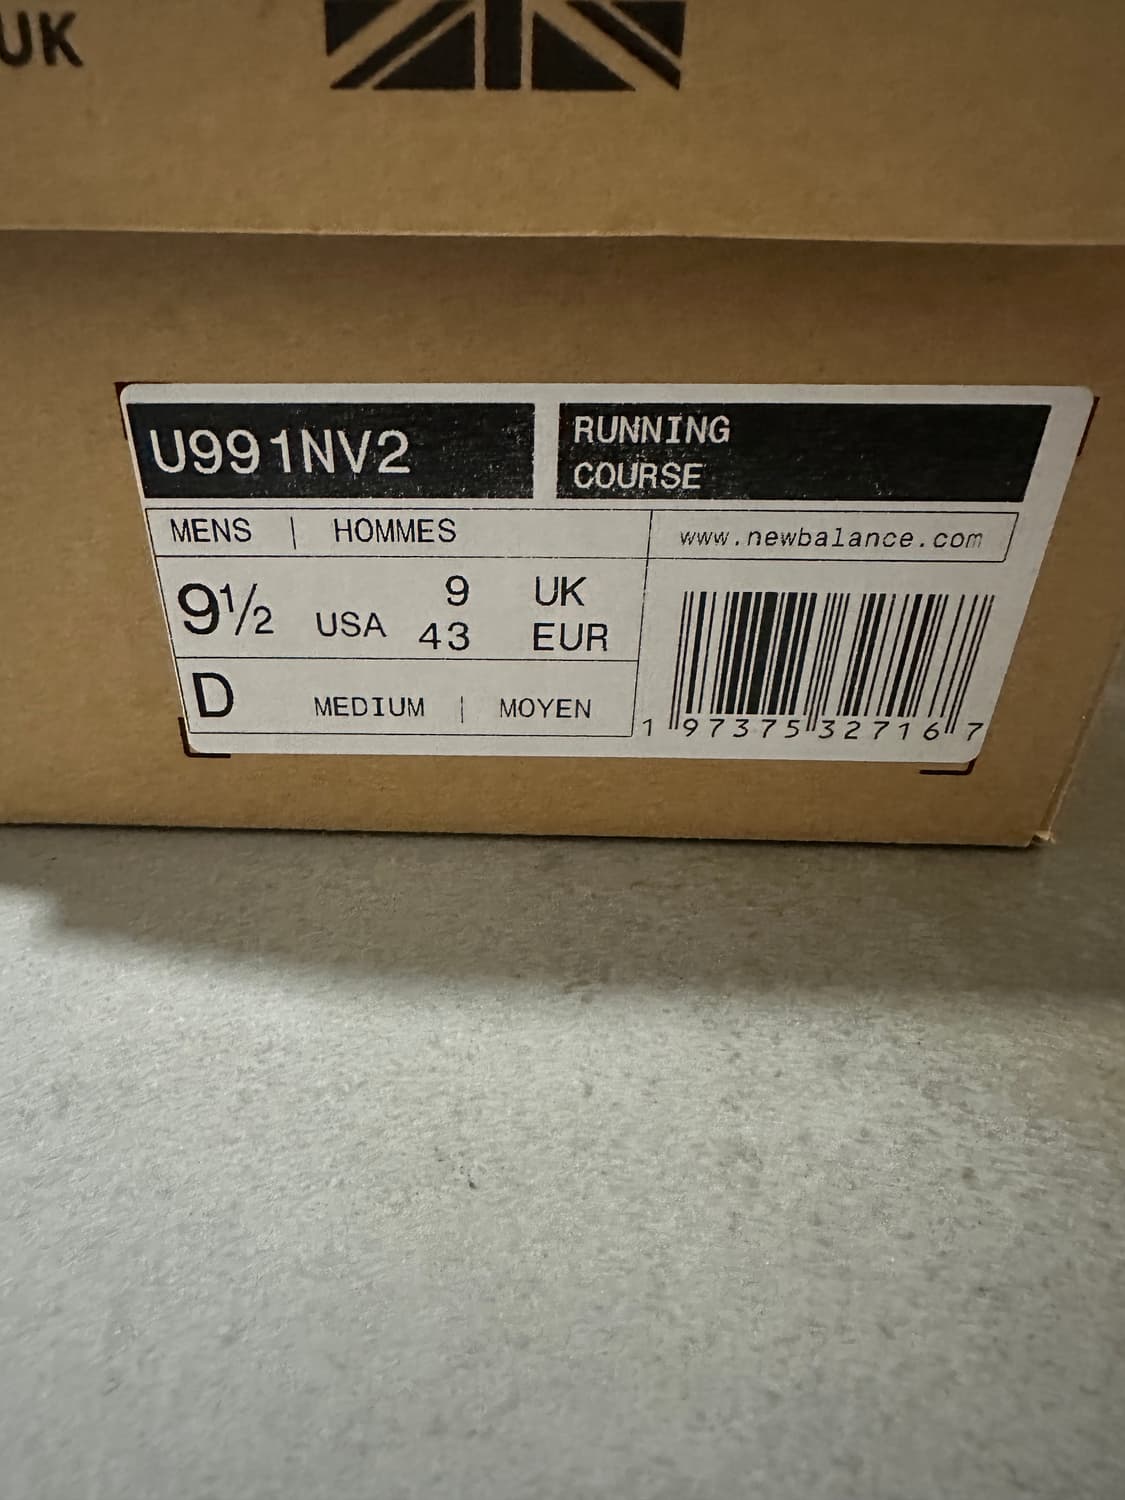 UK
U991NV2
RUNNING
COURSE
MENS | HOMMES
www.newbalance.com
9½ USA
9 UK
43 EUR
D MEDIUM | MOYEN
1 97375 32716 7